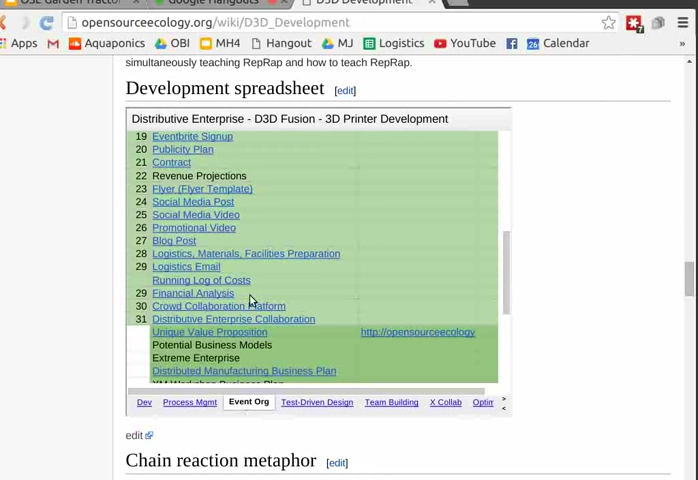 Google Hangouts
D3D Development
opensourceecology.org/wiki/D3D_Development
Apps Aquaponics OBI MH4 Hangout MJ Logistics YouTube 26 Calendar
simultaneously teaching RepRap and how to teach RepRap.
Development spreadsheet [edit]
Distributive Enterprise - D3D Fusion - 3D Printer Development
19 Eventbrite Signup
20 Publicity Plan
21 Contract
22 Revenue Projections
23 Flyer (Flyer Template)
24 Social Media Post
25 Social Media Video
26 Promotional Video
27 Blog Post
28 Logistics, Materials, Facilities Preparation
29 Logistics Email
Running Log of Costs
29 Financial Analysis
30 Crowd Collaboration Platform
31 Distributive Enterprise Collaboration
Unique Value Proposition http://opensourceecology
Potential Business Models
Extreme Enterprise
Distributed Manufacturing Business Plan
XM Workshop Business Plan
Dev Process Mgmt Event Org Test-Driven Design Team Building X Collab Optim
edit
Chain reaction metaphor [edit]